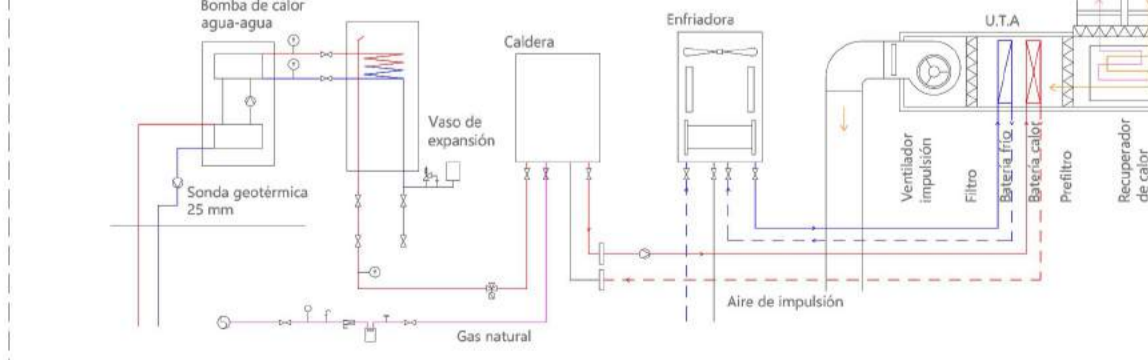 Bomba de calor
agua-agua
Enfriadora
U.T.A
Caldera
Vaso de
expansión
Sonda geotérmica
25 mm
Ventilador
impulsión
Filtro
Batería frío
Batería calor
Prefiltro
Recuperador
de calor
Aire de impulsión
Gas natural